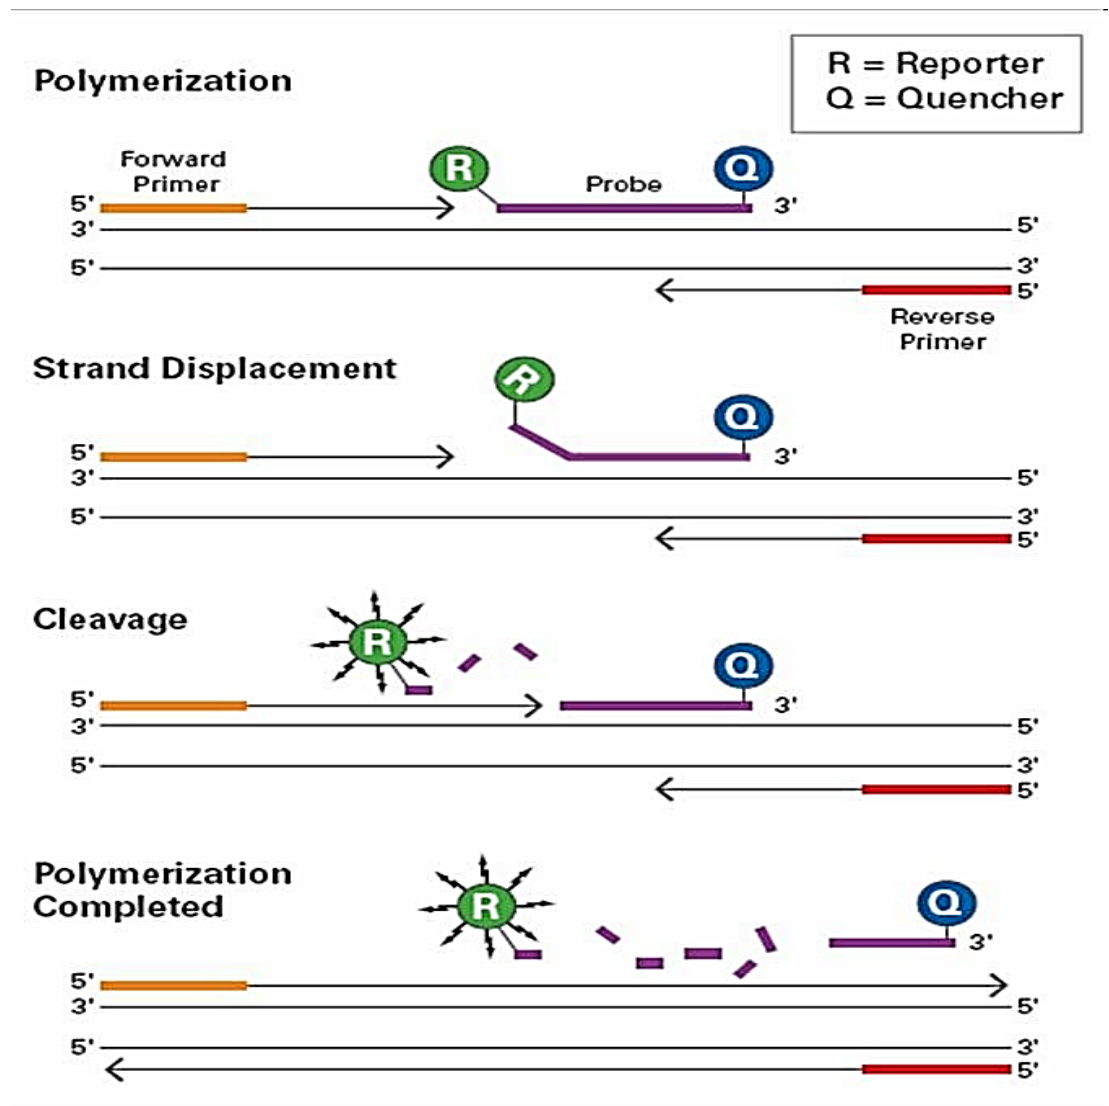 Polymerization
R = Reporter
Q = Quencher
Forward
Primer
R
Probe
Q
5'
3'
3'
5'
5'
3'
5'
Reverse
Primer
Strand Displacement
R
Q
5'
3'
3'
5'
5'
3'
5'
Cleavage
R
Q
5'
3'
3'
5'
5'
3'
5'
Polymerization
Completed
R
Q
3'
5'
3'
5'
5'
3'
5'